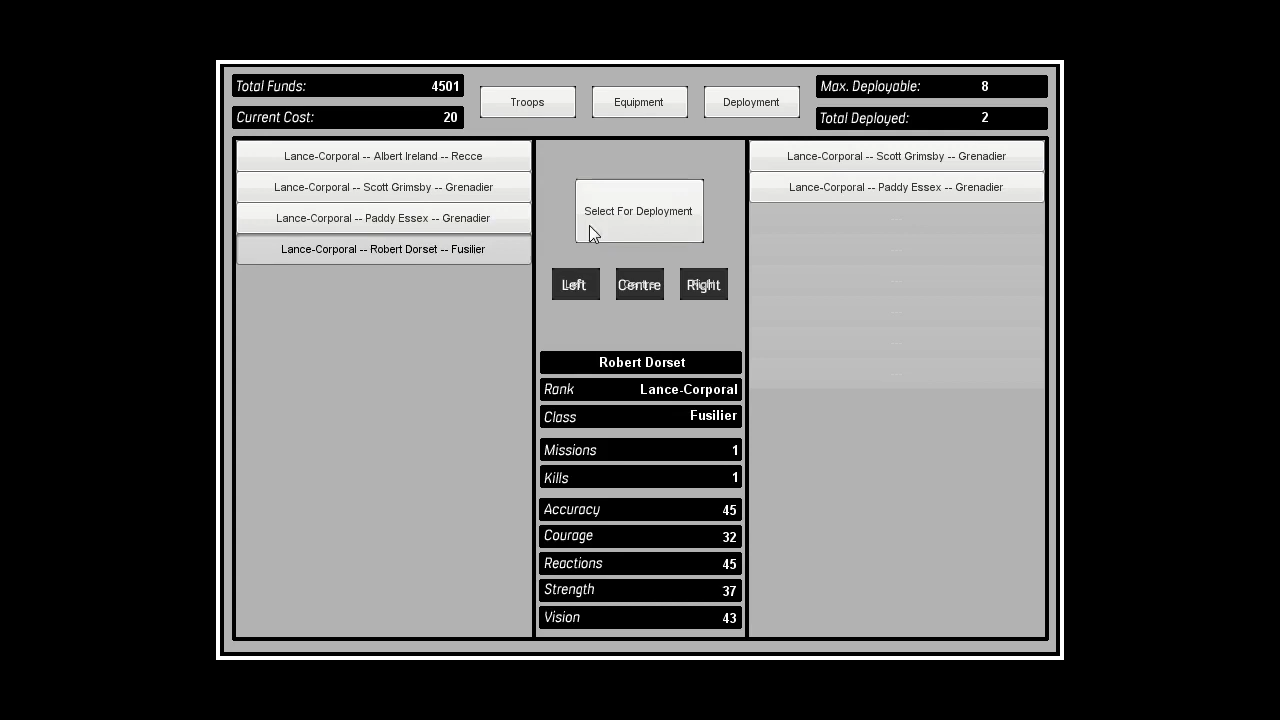 Total Funds: 4501
Current Cost: 20
Troops
Equipment
Deployment
Max. Deployable: 8
Total Deployed: 2
Lance-Corporal -- Albert Ireland -- Recce
Lance-Corporal -- Scott Grimsby -- Grenadier
Lance-Corporal -- Paddy Essex -- Grenadier
Lance-Corporal -- Robert Dorset -- Fusilier
Select For Deployment
Left
Centre
Right
Robert Dorset
Rank Lance-Corporal
Class Fusilier
Missions 1
Kills 1
Accuracy 45
Courage 32
Reactions 45
Strength 37
Vision 43
Lance-Corporal -- Scott Grimsby -- Grenadier
Lance-Corporal -- Paddy Essex -- Grenadier
---
---
---
---
---
---